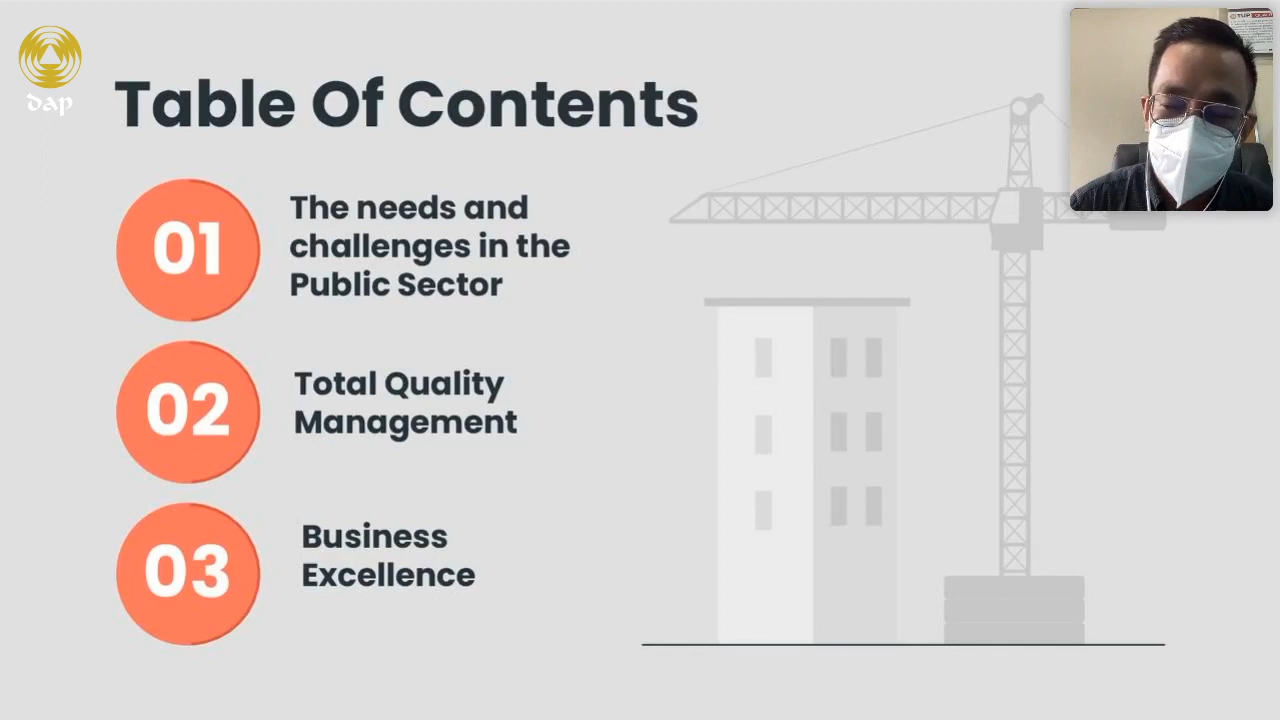 dap
Table Of Contents
01
The needs and
challenges in the
Public Sector
02
Total Quality
Management
03
Business
Excellence
TUP